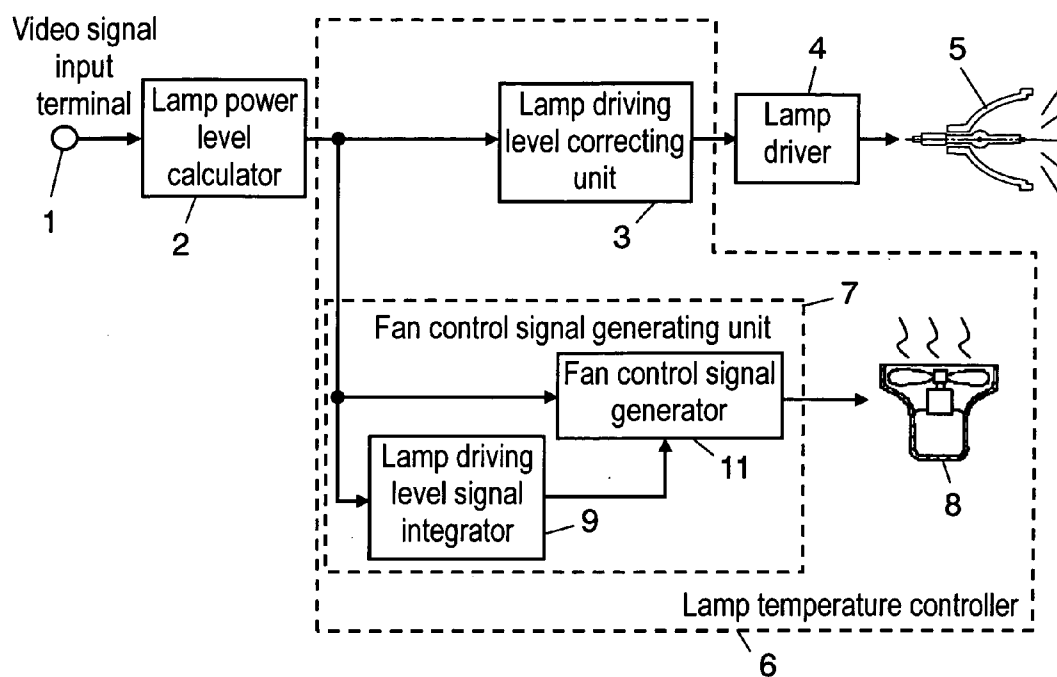 Video signal
input
terminal
1
Lamp power
level
calculator
2
Lamp driving
level correcting
unit
3
4
Lamp
driver
5
7
Fan control signal generating unit
Fan control signal
generator
11
Lamp driving
level signal
integrator
9
8
Lamp temperature controller
6